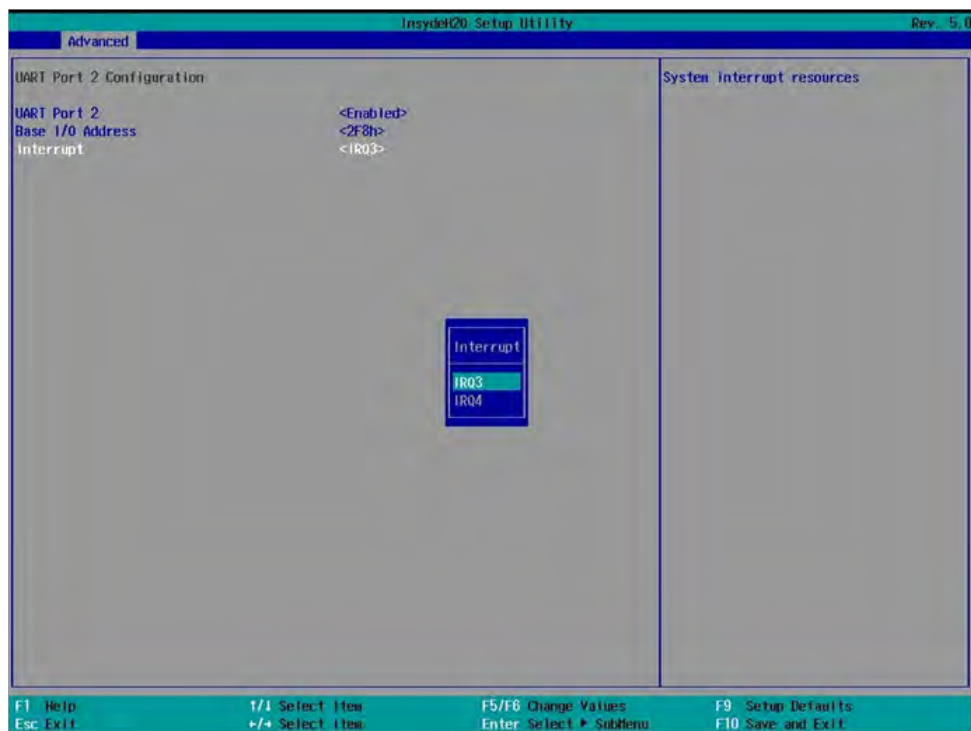 InsydeH20 Setup Utility Rev. 5.0
Advanced
UART Port 2 Configuration
System interrupt resources
UART Port 2 <Enabled>
Base I/O Address <2F8h>
Interrupt <IRQ3>
Interrupt
IRQ3
IRQ4
F1 Help ↑/↓ Select Item F5/F6 Change Values F9 Setup Defaults
Esc Exit ←/→ Select Item Enter Select ▶ SubMenu F10 Save and Exit